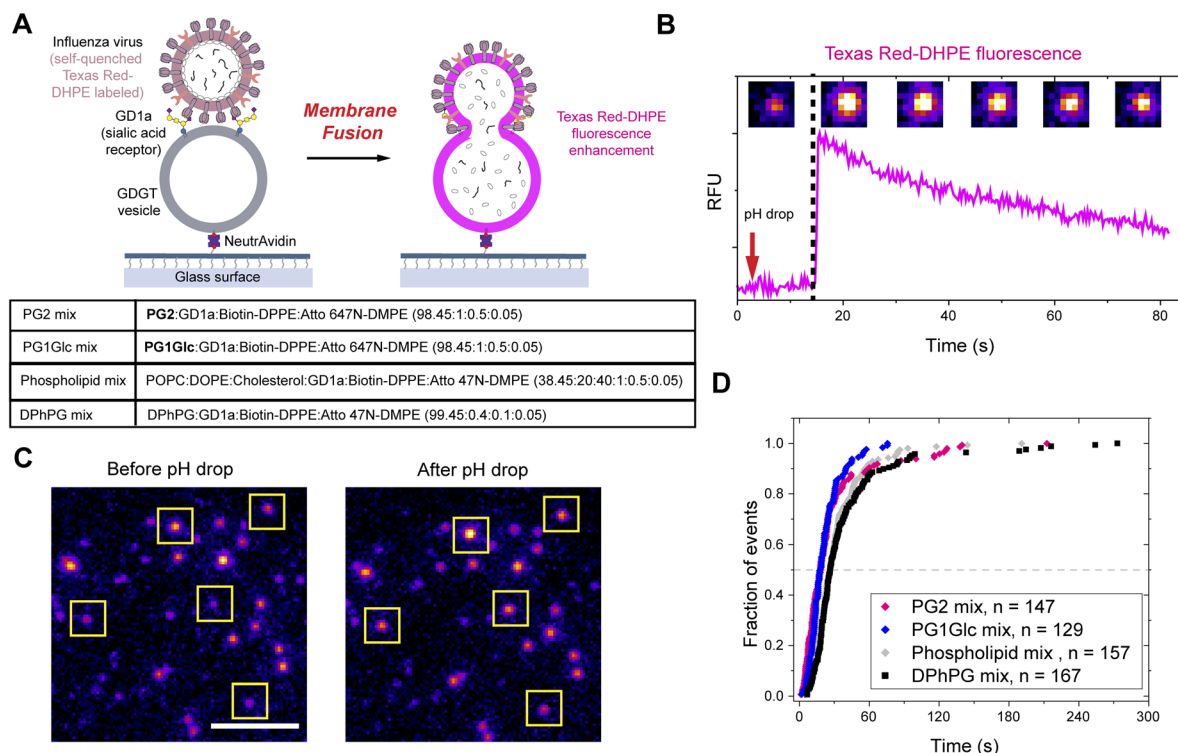 A
Influenza virus
(self-quenched
Texas Red-
DHPE labeled)
GD1a
(sialic acid
receptor)
GDGT
vesicle
NeutrAvidin
Glass surface
Membrane
Fusion
Texas Red-DHPE
fluorescence
enhancement
PG2 mix PG2:GD1a:Biotin-DPPE:Atto 647N-DMPE (98.45:1:0.5:0.05)
PG1Glc mix PG1Glc:GD1a:Biotin-DPPE:Atto 647N-DMPE (98.45:1:0.5:0.05)
Phospholipid mix POPC:DOPE:Cholesterol:GD1a:Biotin-DPPE:Atto 47N-DMPE (38.45:20:40:1:0.5:0.05)
DPhPG mix DPhPG:GD1a:Biotin-DPPE:Atto 47N-DMPE (99.45:0.4:0.1:0.05)
B
Texas Red-DHPE fluorescence
RFU
pH drop
0 20 40 60 80
Time (s)
C
Before pH drop
After pH drop
D
Fraction of events
1.0
0.8
0.6
0.4
0.2
0.0
PG2 mix, n = 147
PG1Glc mix, n = 129
Phospholipid mix , n = 157
DPhPG mix, n = 167
0 60 120 180 240 300
Time (s)